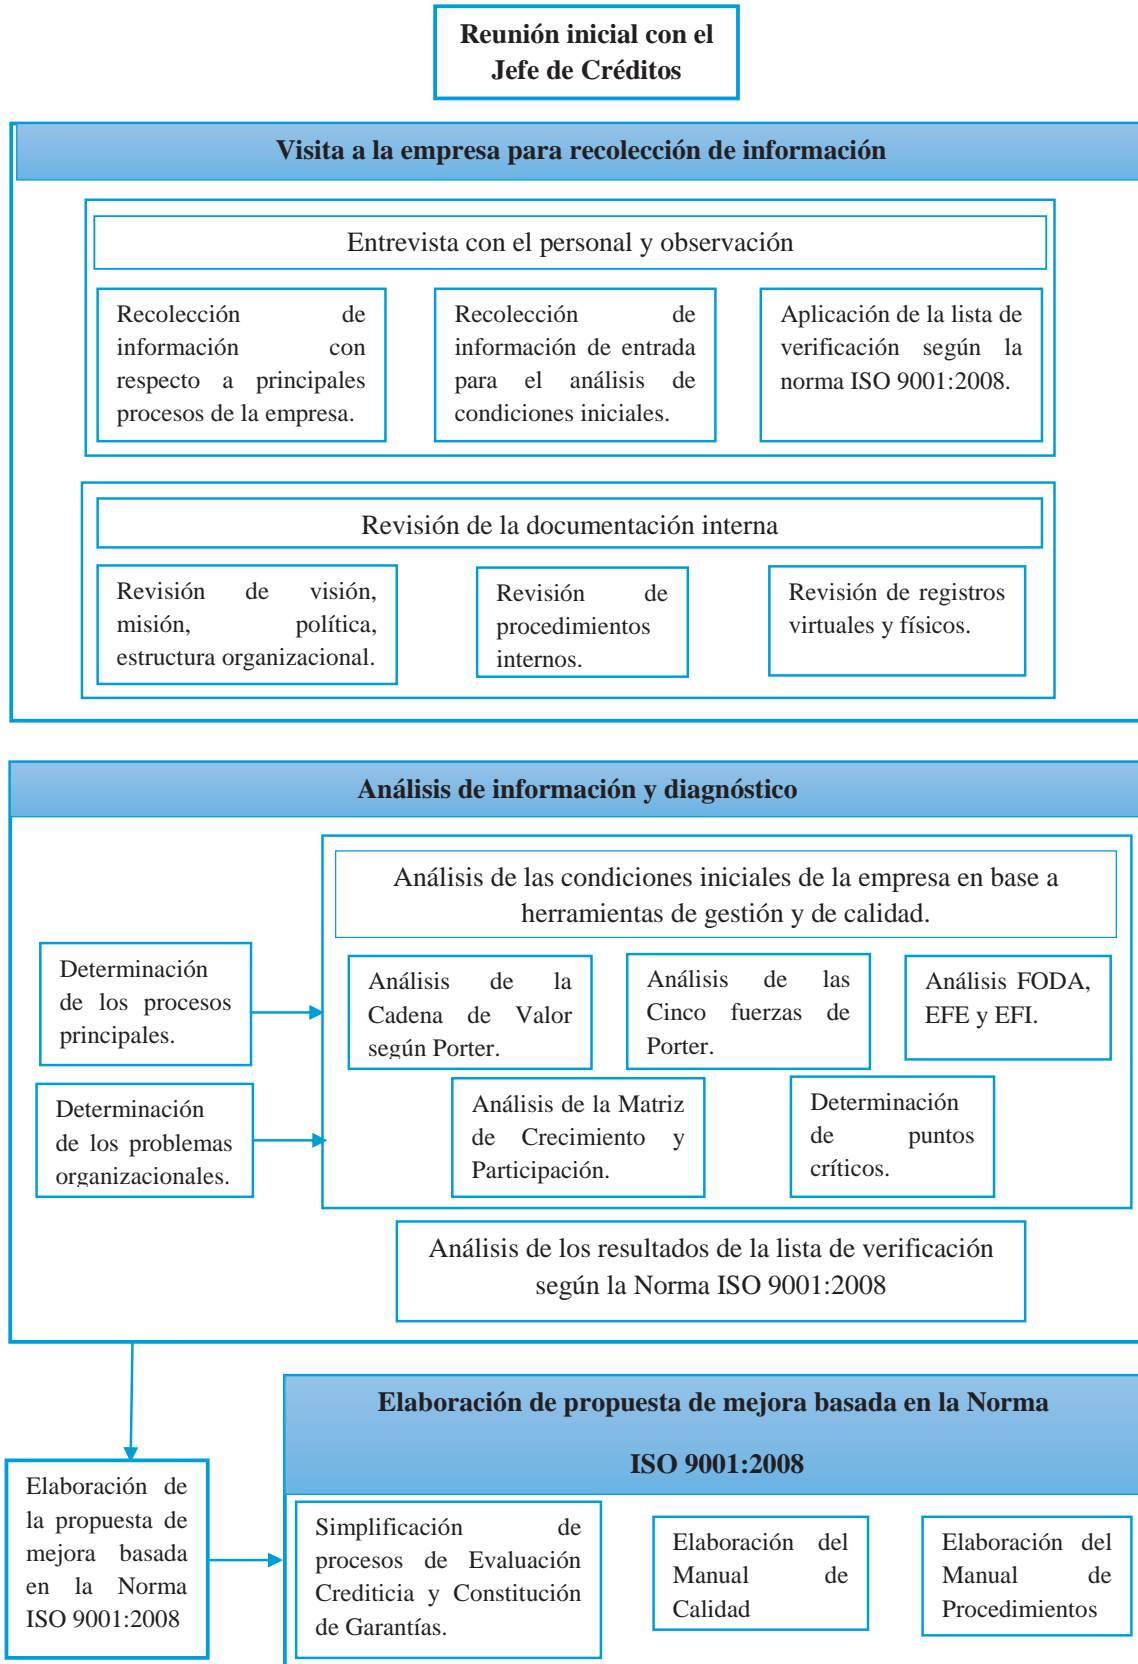 Reunión inicial con el
Jefe de Créditos
Visita a la empresa para recolección de información
Entrevista con el personal y observación
Recolección de
información con
respecto a principales
procesos de la empresa.
Recolección de
información de entrada
para el análisis de
condiciones iniciales.
Aplicación de la lista de
verificación según la
norma ISO 9001:2008.
Revisión de la documentación interna
Revisión de visión,
misión, política,
estructura organizacional.
Revisión de
procedimientos
internos.
Revisión de registros
virtuales y físicos.
Análisis de información y diagnóstico
Análisis de las condiciones iniciales de la empresa en base a
herramientas de gestión y de calidad.
Determinación
de los procesos
principales.
Análisis de la
Cadena de Valor
según Porter.
Análisis de las
Cinco fuerzas de
Porter.
Análisis FODA,
EFE y EFI.
Determinación
de los problemas
organizacionales.
Análisis de la Matriz
de Crecimiento y
Participación.
Determinación
de puntos
críticos.
Análisis de los resultados de la lista de verificación
según la Norma ISO 9001:2008
Elaboración de propuesta de mejora basada en la Norma
ISO 9001:2008
Elaboración de
la propuesta de
mejora basada
en la Norma
ISO 9001:2008
Simplificación de
procesos de Evaluación
Crediticia y Constitución
de Garantías.
Elaboración del
Manual de
Calidad
Elaboración del
Manual de
Procedimientos